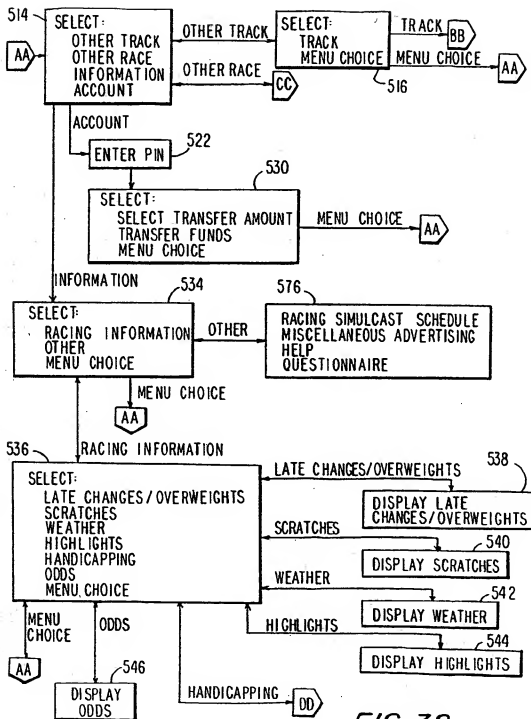 514
SELECT:
OTHER TRACK
OTHER RACE
INFORMATION
ACCOUNT
AA
OTHER TRACK
OTHER RACE
CC
SELECT:
TRACK
MENU CHOICE
516
TRACK
BB
MENU CHOICE
AA
ACCOUNT
522
ENTER PIN
530
SELECT:
SELECT TRANSFER AMOUNT
TRANSFER FUNDS
MENU CHOICE
MENU CHOICE
AA
INFORMATION
534
SELECT:
RACING INFORMATION
OTHER
MENU CHOICE
OTHER
576
RACING SIMULCAST SCHEDULE
MISCELLANEOUS ADVERTISING
HELP
QUESTIONNAIRE
MENU CHOICE
AA
RACING INFORMATION
536
SELECT:
LATE CHANGES/OVERWEIGHTS
SCRATCHES
WEATHER
HIGHLIGHTS
HANDICAPPING
ODDS
MENU CHOICE
LATE CHANGES/OVERWEIGHTS
538
DISPLAY LATE
CHANGES/OVERWEIGHTS
SCRATCHES
540
DISPLAY SCRATCHES
WEATHER
542
DISPLAY WEATHER
HIGHLIGHTS
544
DISPLAY HIGHLIGHTS
MENU
CHOICE
AA
ODDS
546
DISPLAY
ODDS
HANDICAPPING
DD